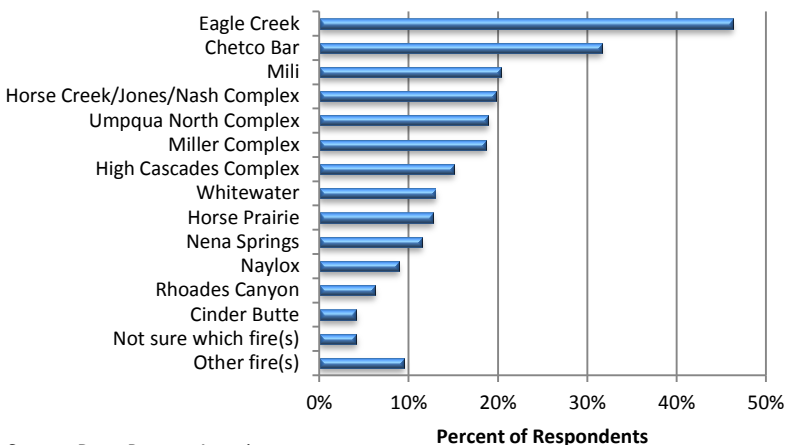 Eagle Creek
Chetco Bar
Mili
Horse Creek/Jones/Nash Complex
Umpqua North Complex
Miller Complex
High Cascades Complex
Whitewater
Horse Prairie
Nena Springs
Naylox
Rhoades Canyon
Cinder Butte
Not sure which fire(s)
Other fire(s)
0% 10% 20% 30% 40% 50%
Percent of Respondents